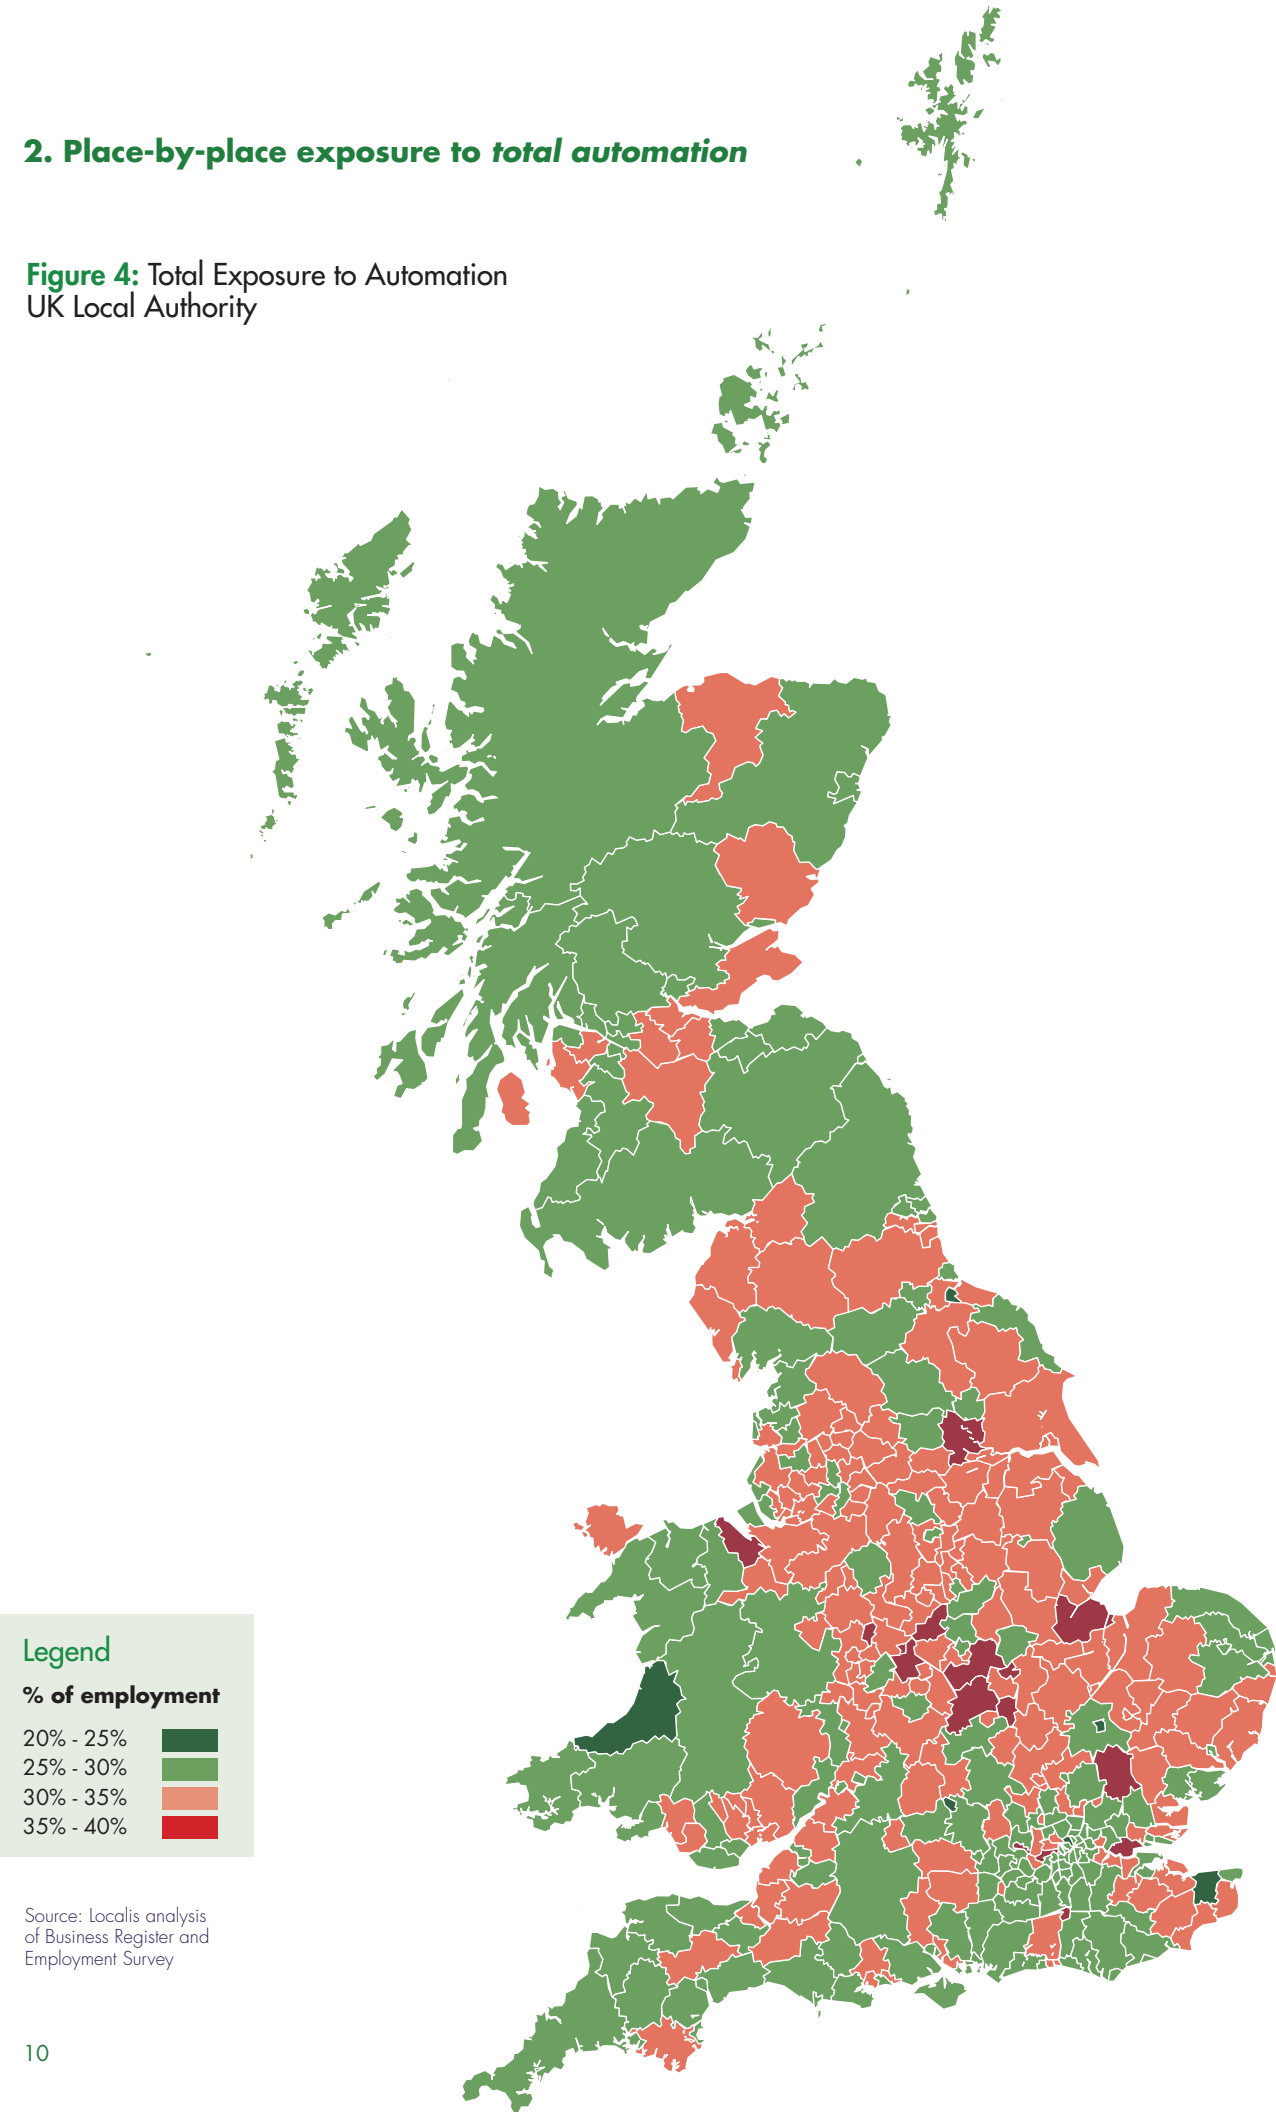 2. Place-by-place exposure to total automation
Figure 4: Total Exposure to Automation
UK Local Authority
Legend
% of employment
20% - 25%
25% - 30%
30% - 35%
35% - 40%
Source: Localis analysis
of Business Register and
Employment Survey
10